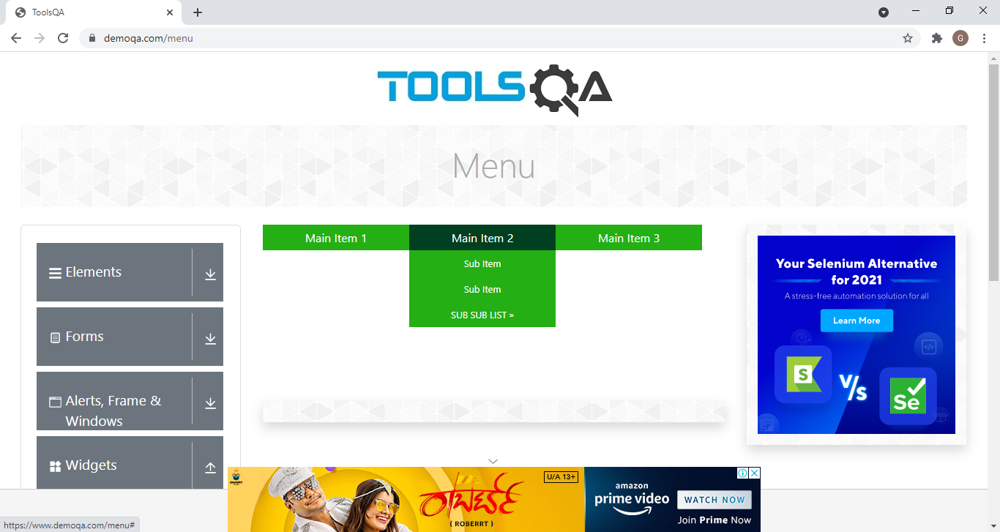 ToolsQA
demoqa.com/menu
G
TOOLSQA
Menu
Elements
Forms
Alerts, Frame &
Windows
Widgets
Main Item 1
Main Item 2
Main Item 3
Sub Item
Sub Item
SUB SUB LIST »
Your Selenium Alternative
for 2021
A stress-free automation solution for all
Learn More
S
V/S
Se
U/A 13+
ರಾಬರ್ಟ್
( ROBERRT )
amazon
prime video
WATCH NOW
Join Prime Now
https://www.demoqa.com/menu#